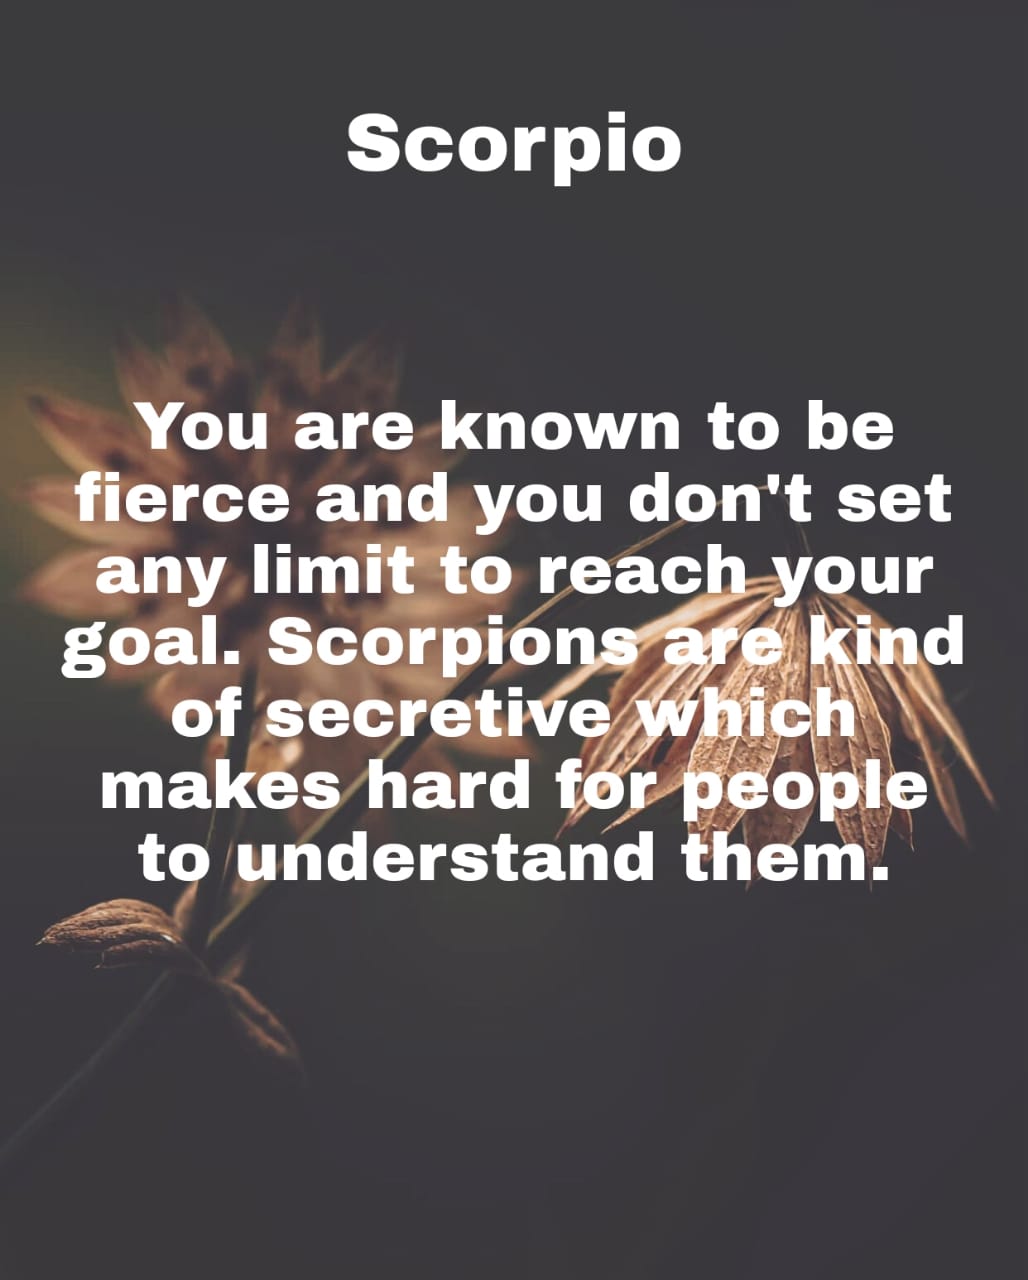 Scorpio
You are known to be
fierce and you don't set
any limit to reach your
goal. Scorpions are kind
of secretive which
makes hard for people
to understand them.